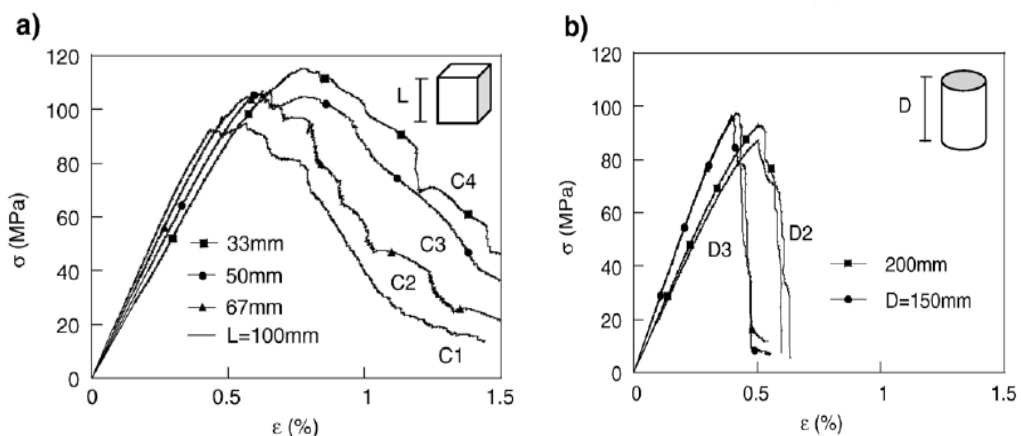 a)
120
100
80
60
40
20
0
σ (MPa)
0
0.5
1
1.5
ε (%)
L
33mm
50mm
67mm
L=100mm
C4
C3
C2
C1
b)
120
100
80
60
40
20
0
σ (MPa)
0
0.5
1
1.5
ε (%)
D
D3
D2
200mm
D=150mm